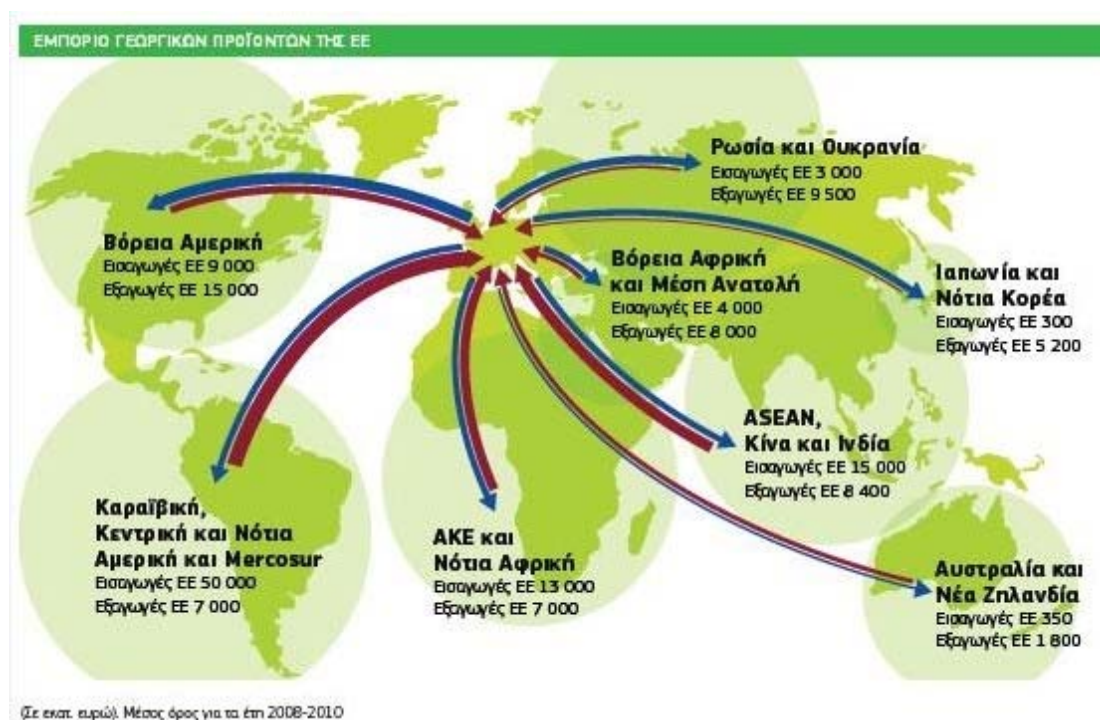 ΕΜΠΟΡΙΟ ΓΕΩΡΓΙΚΩΝ ΠΡΟΪΟΝΤΩΝ ΤΗΣ ΕΕ
Ρωσία και Ουκρανία
Εισαγωγές ΕΕ 3 000
Εξαγωγές ΕΕ 9 500
Βόρεια Αμερική
Εισαγωγές ΕΕ 9 000
Εξαγωγές ΕΕ 15 000
Βόρεια Αφρική
και Μέση Ανατολή
Εισαγωγές ΕΕ 4 000
Εξαγωγές ΕΕ 8 000
Ιαπωνία και
Νότια Κορέα
Εισαγωγές ΕΕ 300
Εξαγωγές ΕΕ 5 200
ASEAN,
Κίνα και Ινδία
Εισαγωγές ΕΕ 15 000
Εξαγωγές ΕΕ 8 400
Καραϊβική,
Κεντρική και Νότια
Αμερική και Mercosur
Εισαγωγές ΕΕ 50 000
Εξαγωγές ΕΕ 7 000
ΑΚΕ και
Νότια Αφρική
Εισαγωγές ΕΕ 13 000
Εξαγωγές ΕΕ 7 000
Αυστραλία και
Νέα Ζηλανδία
Εισαγωγές ΕΕ 350
Εξαγωγές ΕΕ 1 800
(Σε εκατ. ευρώ). Μέσος όρος για τα έτη 2008-2010